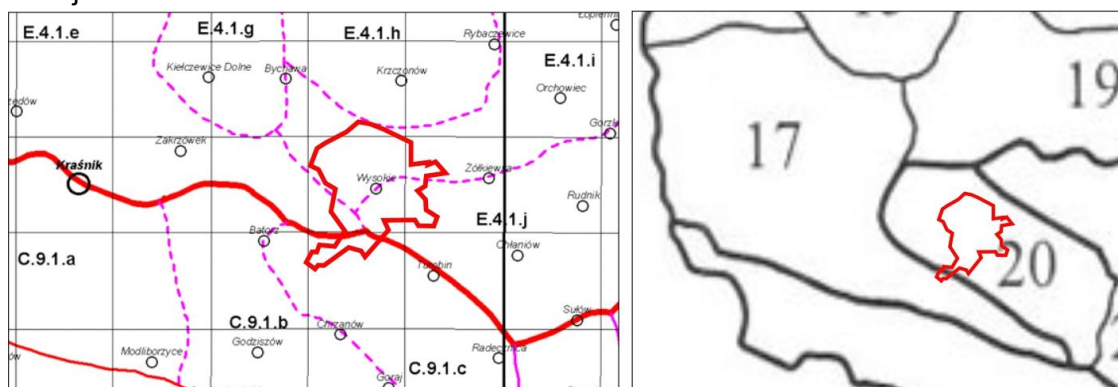 E.4.1.e
E.4.1.g
E.4.1.h
Rybaczewice
Kiełczewice Dolne
Bychawa
Krzczonów
E.4.1.i
Orchowiec
Zakrzówek
Kraśnik
Wysokie
Żółkiewka
Rudnik
E.4.1.j
Batorz
Chłaniów
C.9.1.a
Turobin
C.9.1.b
Chrzanów
Sułów
Modliborzyce
Godziszów
C.9.1.c
Radecznica
Goraj
17
19
20